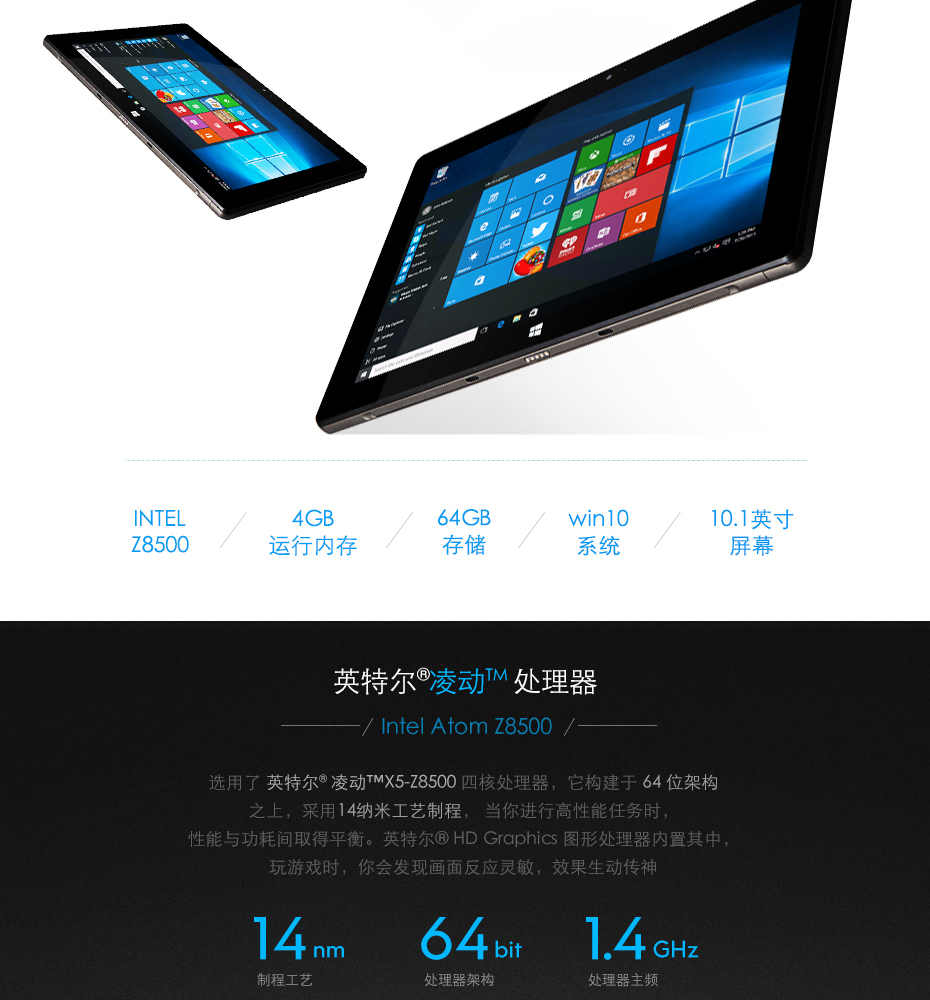 INTEL
Z8500
4GB
运行内存
64GB
存储
win10
系统
10.1英寸
屏幕
英特尔®凌动™ 处理器
Intel Atom Z8500
选用了 英特尔® 凌动™X5-Z8500 四核处理器，它构建于 64 位架构
之上，采用14纳米工艺制程， 当你进行高性能任务时，
性能与功耗间取得平衡。英特尔® HD Graphics 图形处理器内置其中，
玩游戏时，你会发现画面反应灵敏，效果生动传神
14 nm
制程工艺
64 bit
处理器架构
1.4 GHz
处理器主频